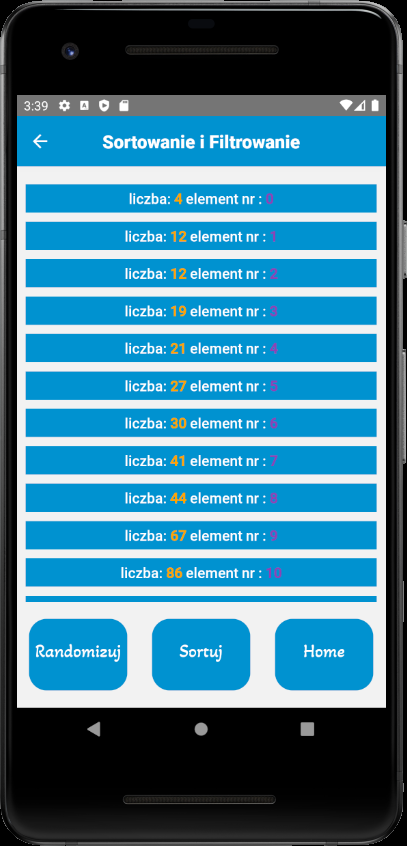 3:39
Sortowanie i Filtrowanie
liczba: 4 element nr : 0
liczba: 12 element nr : 1
liczba: 12 element nr : 2
liczba: 19 element nr : 3
liczba: 21 element nr : 4
liczba: 27 element nr : 5
liczba: 30 element nr : 6
liczba: 41 element nr : 7
liczba: 44 element nr : 8
liczba: 67 element nr : 9
liczba: 86 element nr : 10
Randomizuj Sortuj Home